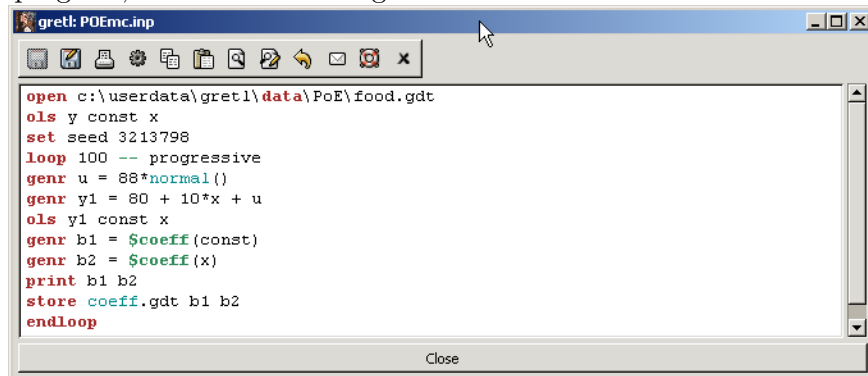 gretl: POEmc.inp
open c:\userdata\gretl\data\PoE\food.gdt
ols y const x
set seed 3213798
loop 100 -- progressive
genr u = 88*normal()
genr y1 = 80 + 10*x + u
ols y1 const x
genr b1 = $coeff(const)
genr b2 = $coeff(x)
print b1 b2
store coeff.gdt b1 b2
endloop
Close